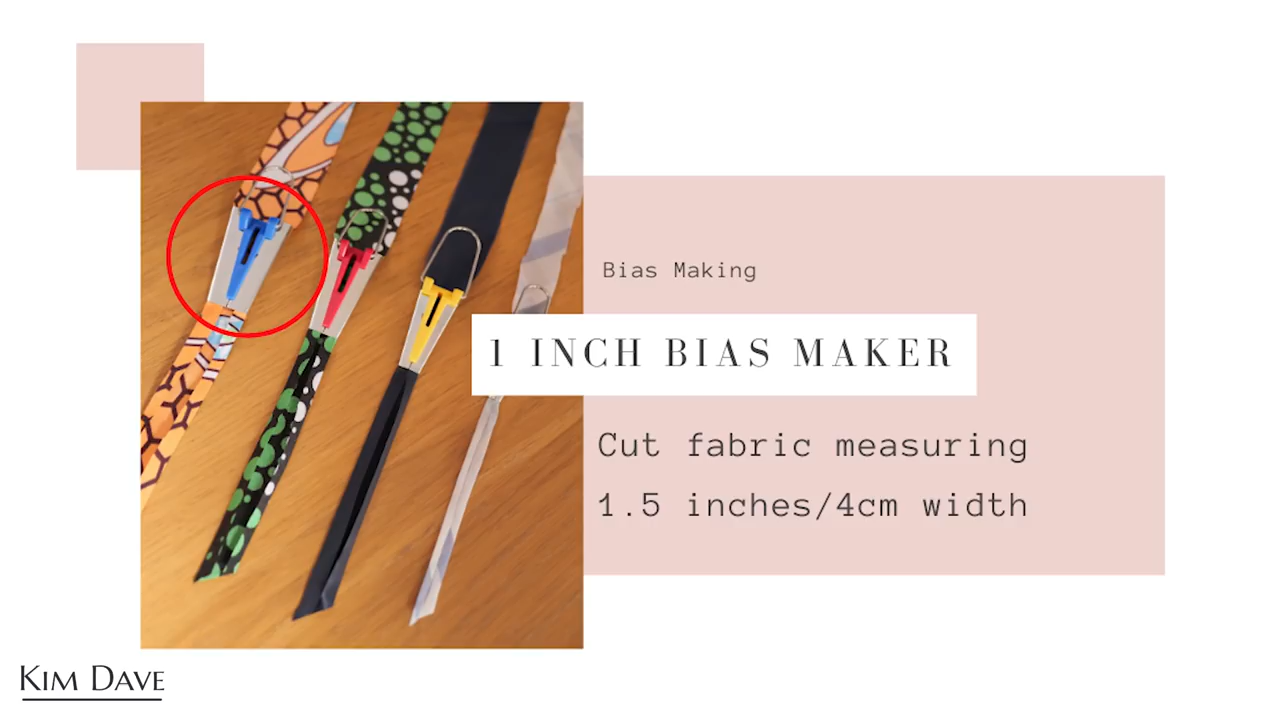 Bias Making
1 INCH BIAS MAKER
Cut fabric measuring
1.5 inches/4cm width
KIM DAVE